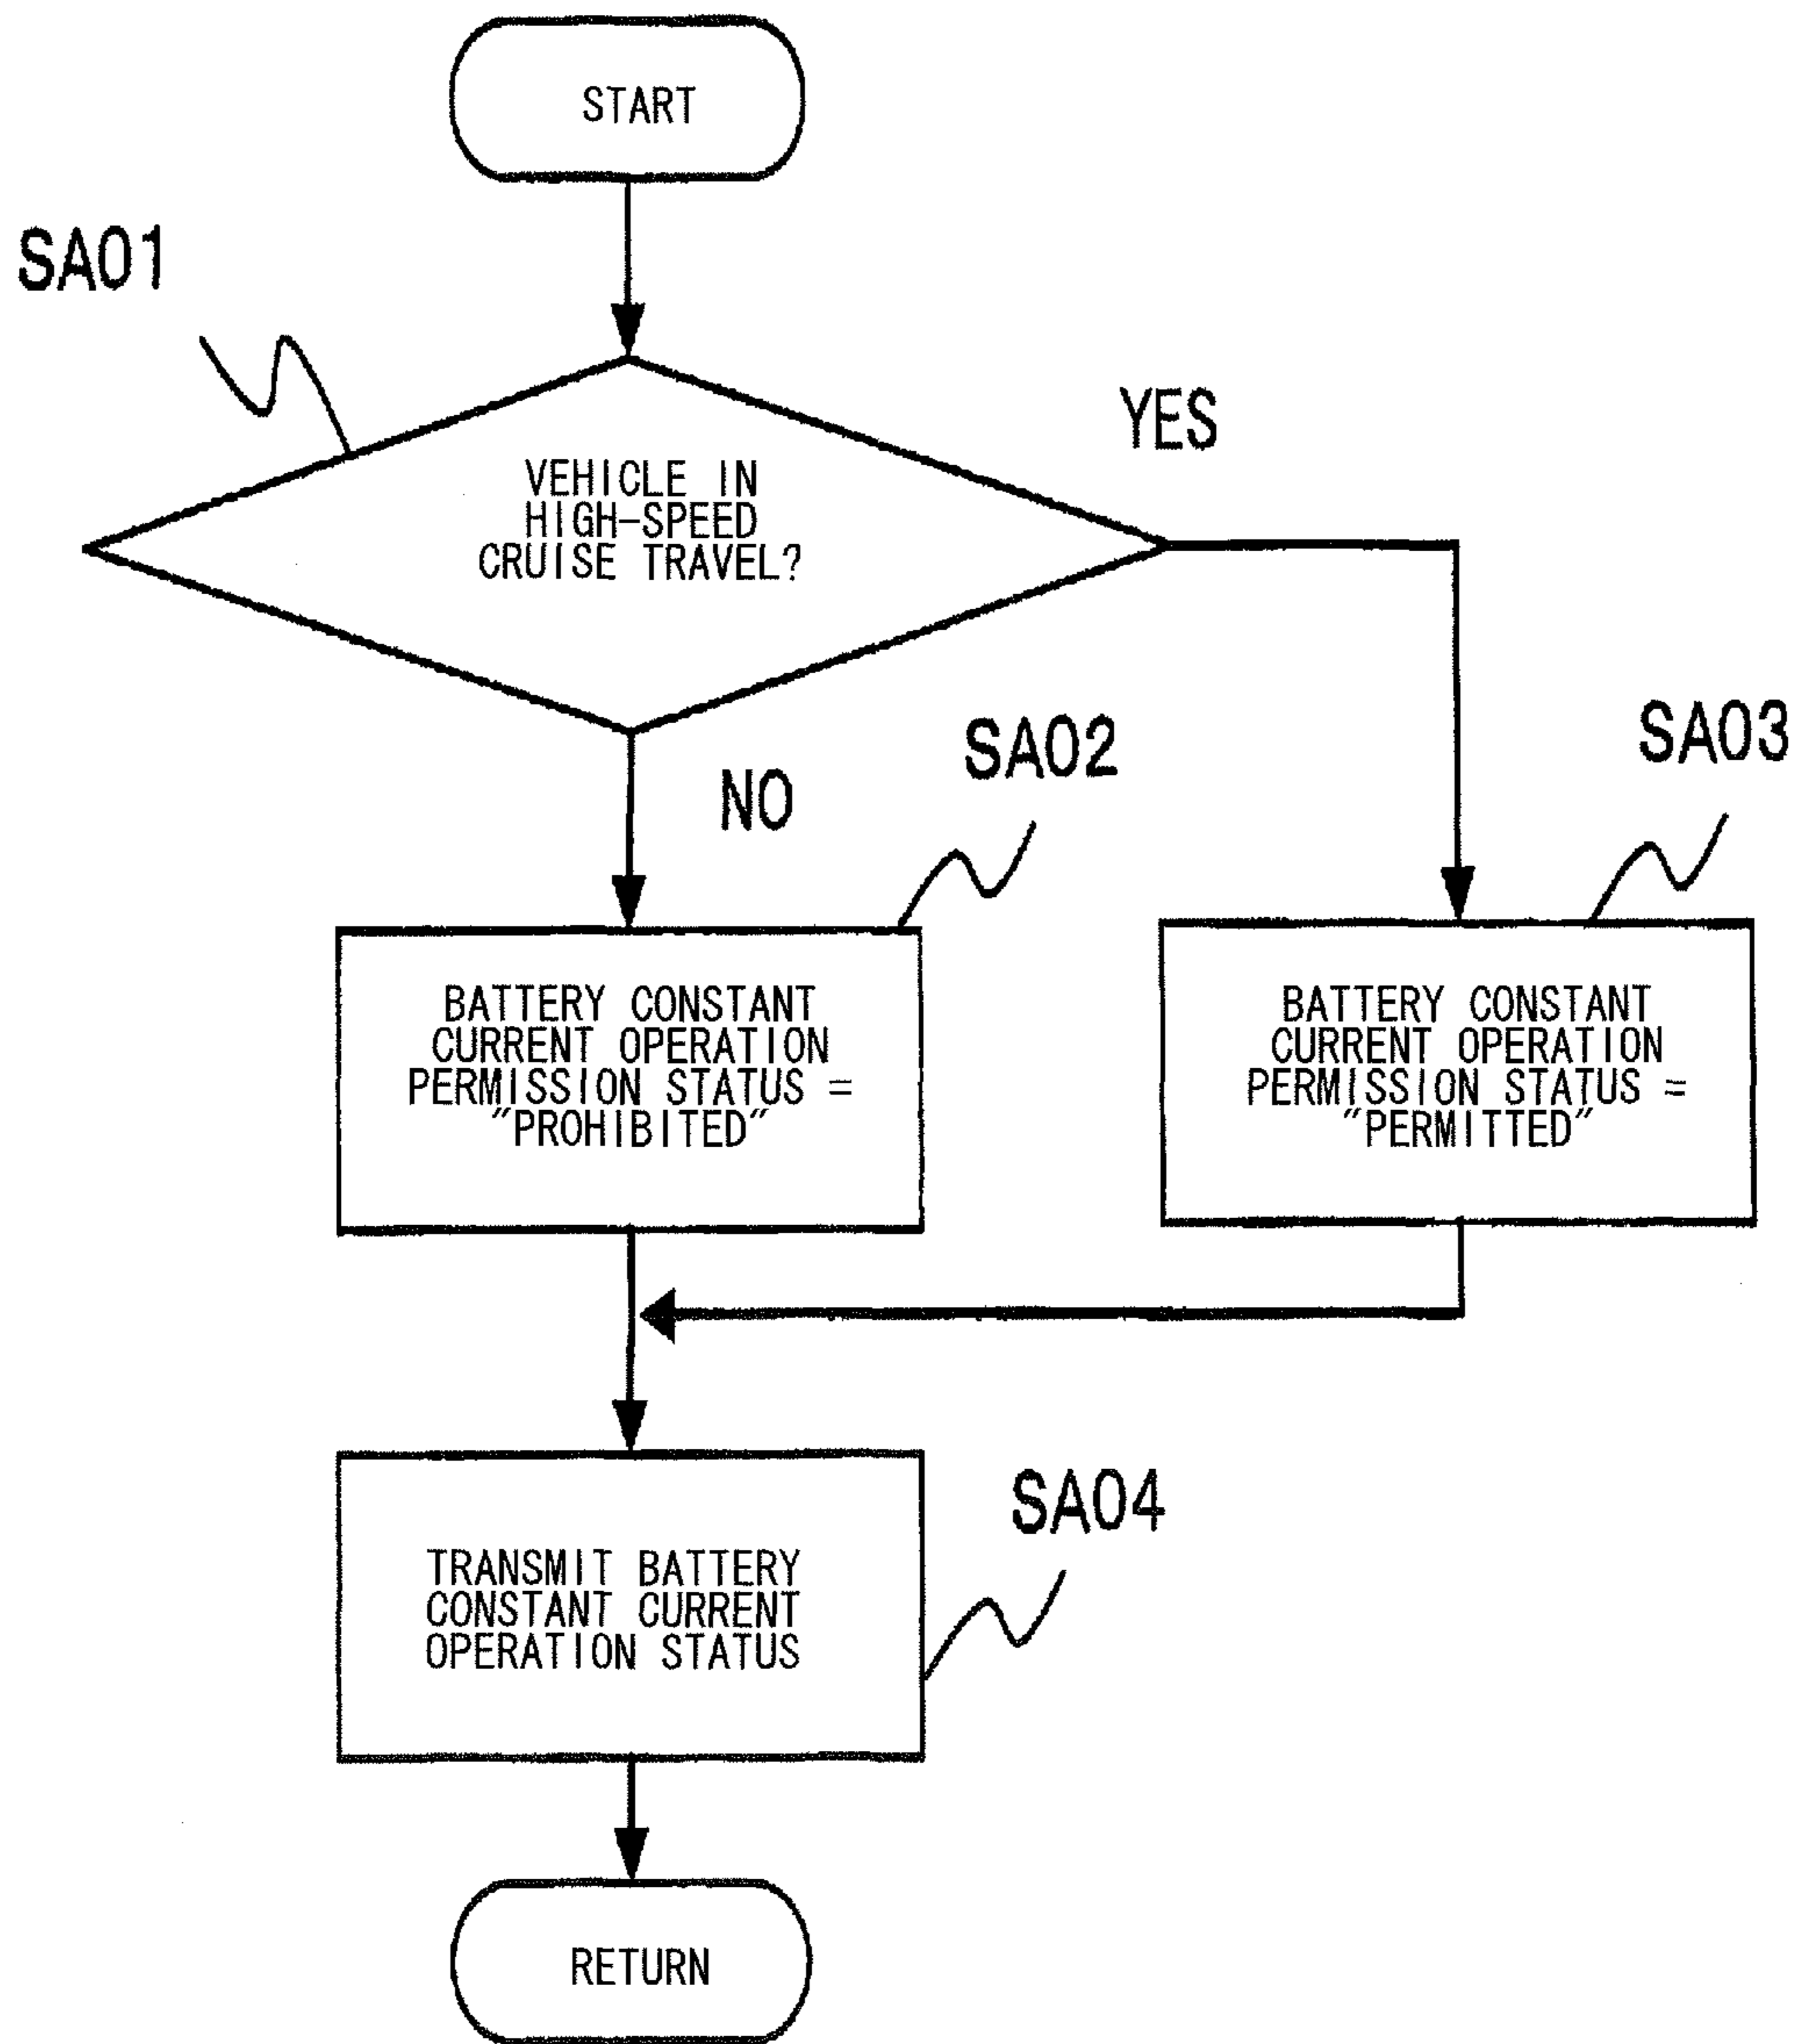 START
SA01
YES
VEHICLE IN
HIGH-SPEED
CRUISE TRAVEL?
NO
SA02
SA03
BATTERY CONSTANT
CURRENT OPERATION
PERMISSION STATUS =
"PROHIBITED"
BATTERY CONSTANT
CURRENT OPERATION
PERMISSION STATUS =
"PERMITTED"
SA04
TRANSMIT BATTERY
CONSTANT CURRENT
OPERATION STATUS
RETURN